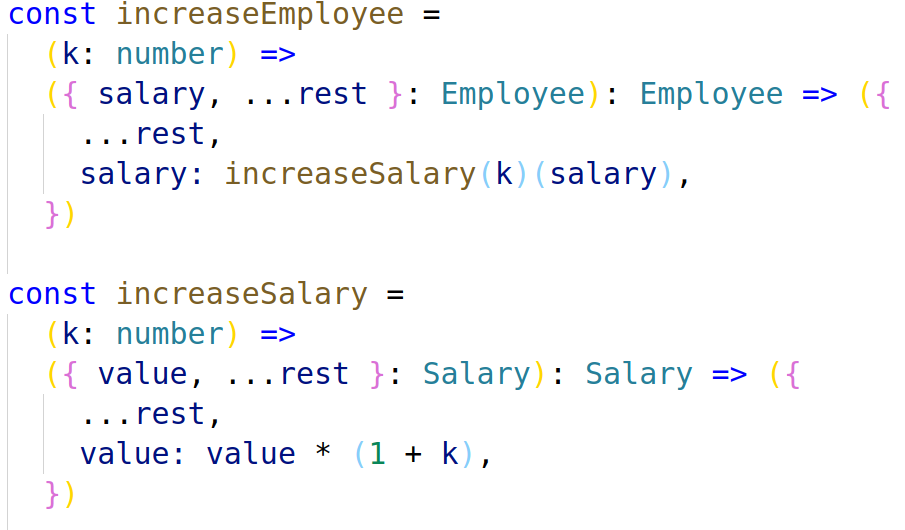 const increaseEmployee =
(k: number) =>
({ salary, ...rest }: Employee): Employee => ({
...rest,
salary: increaseSalary(k)(salary),
})
const increaseSalary =
(k: number) =>
({ value, ...rest }: Salary): Salary => ({
...rest,
value: value * (1 + k),
})